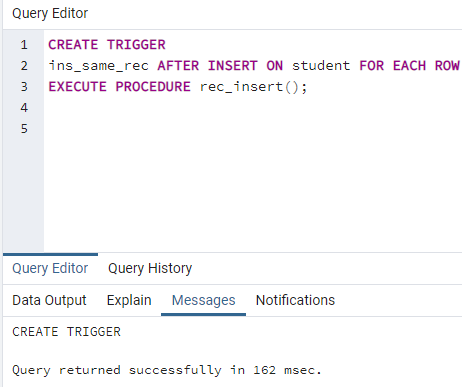 Query Editor
1 CREATE TRIGGER
2 ins_same_rec AFTER INSERT ON student FOR EACH ROW
3 EXECUTE PROCEDURE rec_insert();
4
5
Query Editor Query History
Data Output Explain Messages Notifications
CREATE TRIGGER
Query returned successfully in 162 msec.